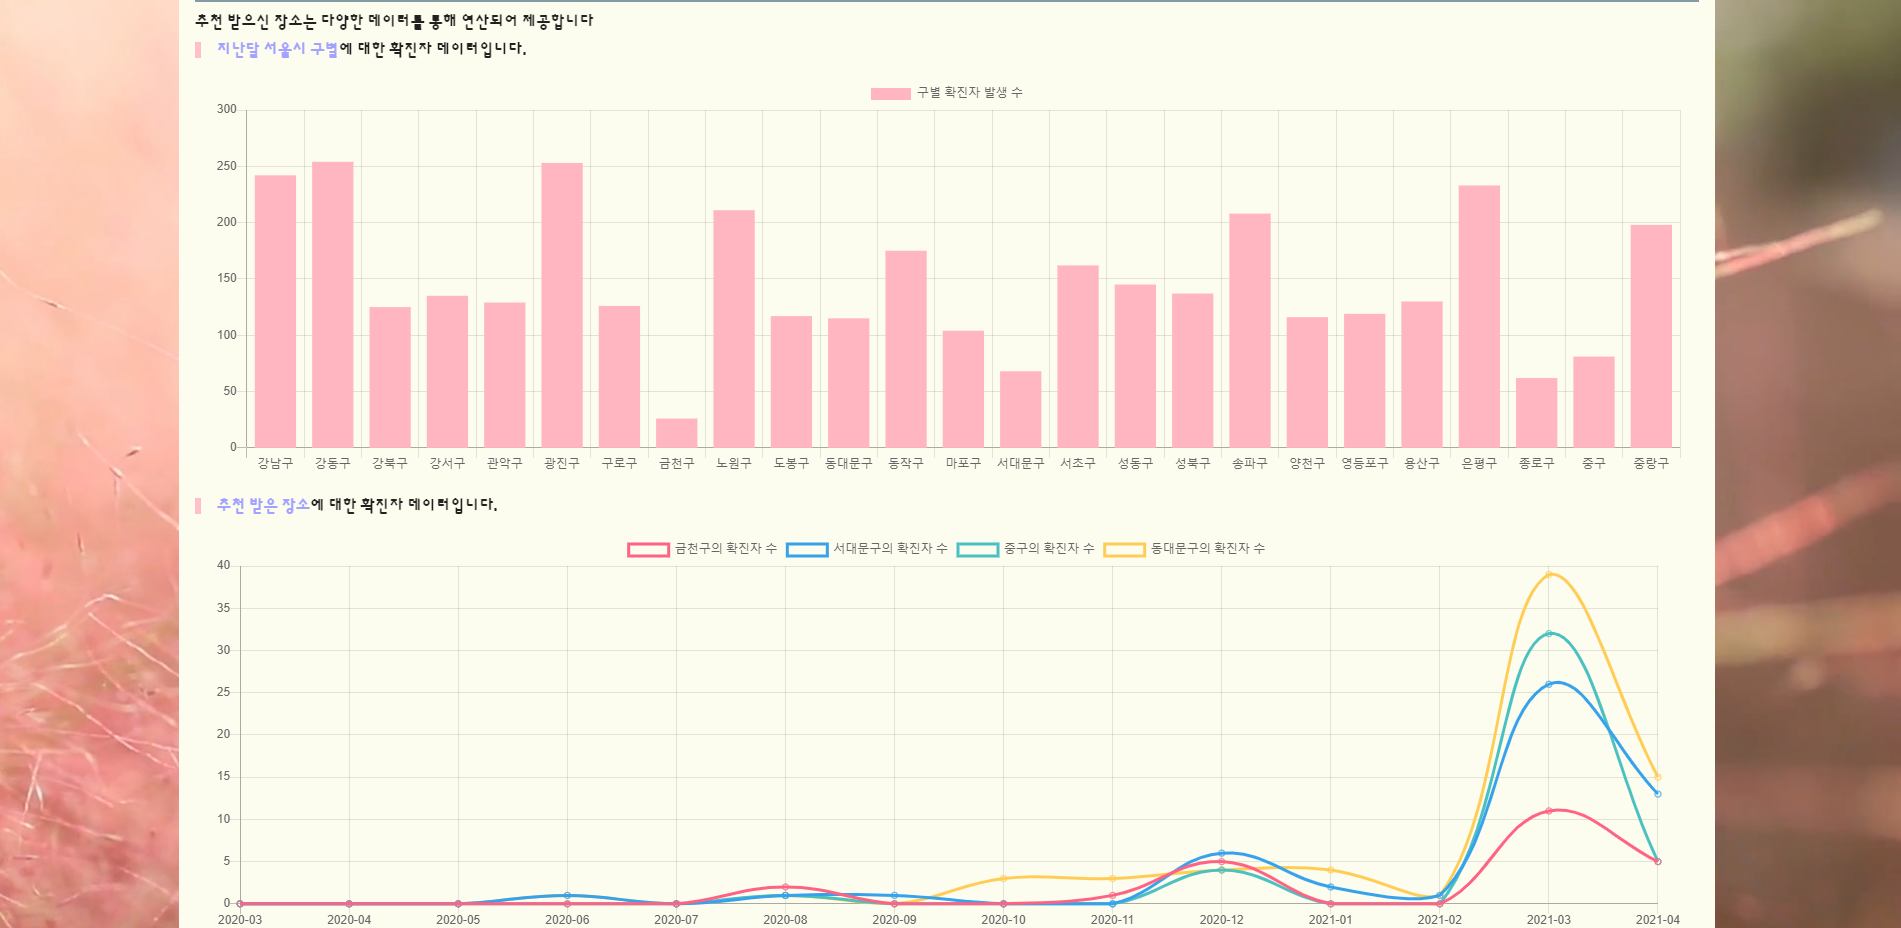 추천 받으신 장소는 다양한 데이터를 통해 연산되어 제공합니다
지난달 서울시 구별에 대한 확진자 데이터입니다.
구별 확진자 발생 수
300
250
200
150
100
50
0
강남구 강동구 강북구 강서구 관악구 광진구 구로구 금천구 노원구 도봉구 동대문구 동작구 마포구 서대문구 서초구 성동구 성북구 송파구 양천구 영등포구 용산구 은평구 종로구 중구 중랑구
추천 받은 장소에 대한 확진자 데이터입니다.
금천구의 확진자 수 서대문구의 확진자 수 중구의 확진자 수 동대문구의 확진자 수
40
35
30
25
20
15
10
5
0
2020-03 2020-04 2020-05 2020-06 2020-07 2020-08 2020-09 2020-10 2020-11 2020-12 2021-01 2021-02 2021-03 2021-04